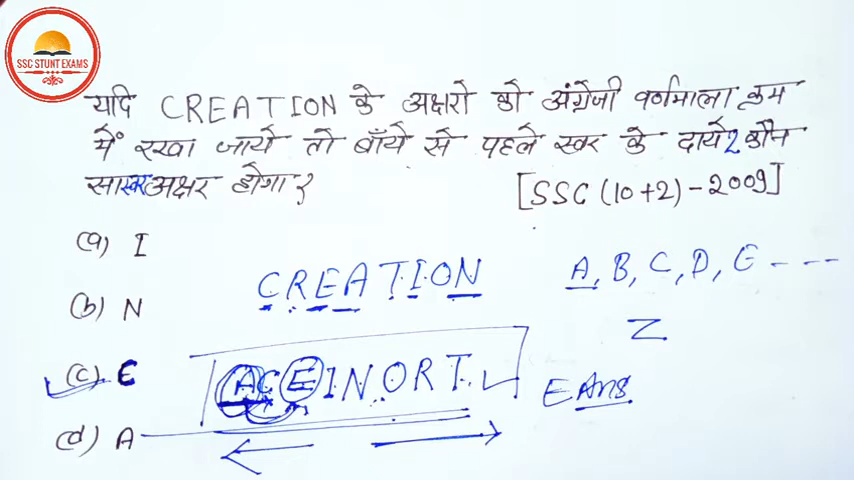 SSC STUNT EXAMS
यदि CREATION के अक्षरो को अंग्रेजी वर्णमाला क्रम
में रखा जाये तो बाँये से पहले स्वर के दाये 2 कौन
सा स्वर अक्षर होगा?
[SSC (10+2) - 2009]
(a) I
(b) N
(c) E
(d) A
CREATION
A, B, C, D, E ----
Z
ACEINORT
E Ans